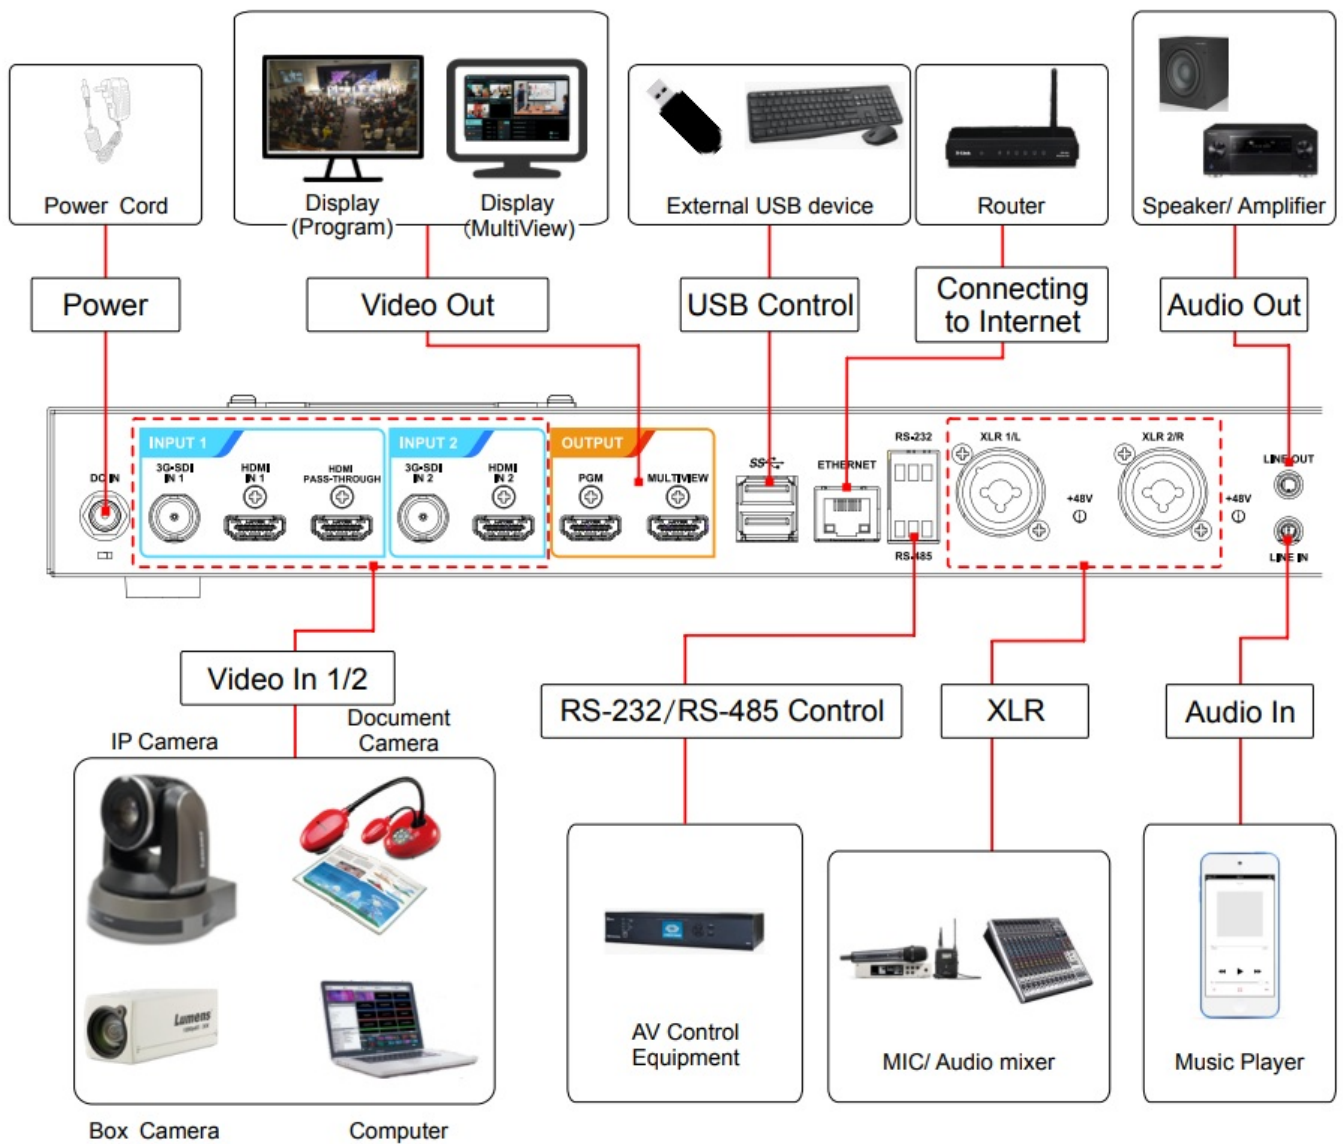 Power Cord
Display
(Program)
Display
(MultiView)
External USB device
D-Link
Router
Speaker/ Amplifier
Power
Video Out
USB Control
Connecting
to Internet
Audio Out
INPUT 1
INPUT 2
OUTPUT
RS-232
XLR 1/L
XLR 2/R
DC IN
3G-SDI
IN 1
HDMI
IN 1
HDMI
PASS-THROUGH
3G-SDI
IN 2
HDMI
IN 2
PGM
MULTIVIEW
SS
ETHERNET
LINE OUT
+48V
+48V
RS-485
LINE IN
Video In 1/2
RS-232/RS-485 Control
XLR
Audio In
IP Camera
Document
Camera
Lumens
Lumens
AV Control
Equipment
MIC/ Audio mixer
Music Player
Box Camera
Computer